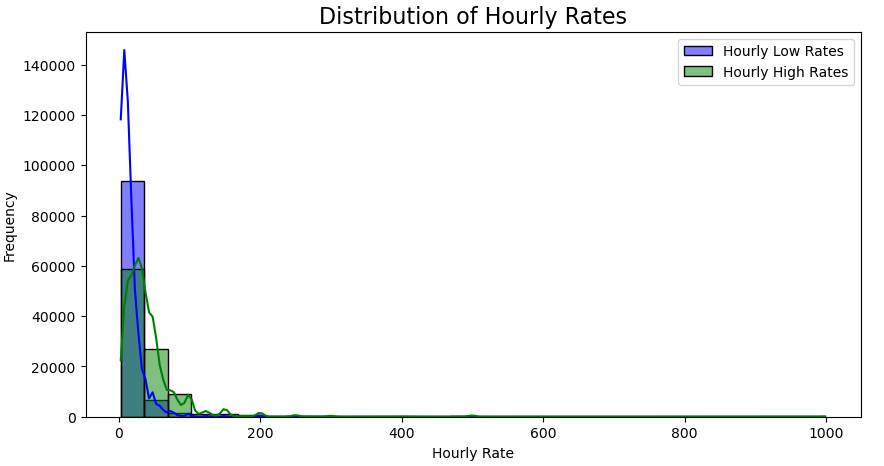 Distribution of Hourly Rates
Hourly Low Rates
Hourly High Rates
140000
120000
100000
80000
60000
40000
20000
0
Frequency
0 200 400 600 800 1000
Hourly Rate